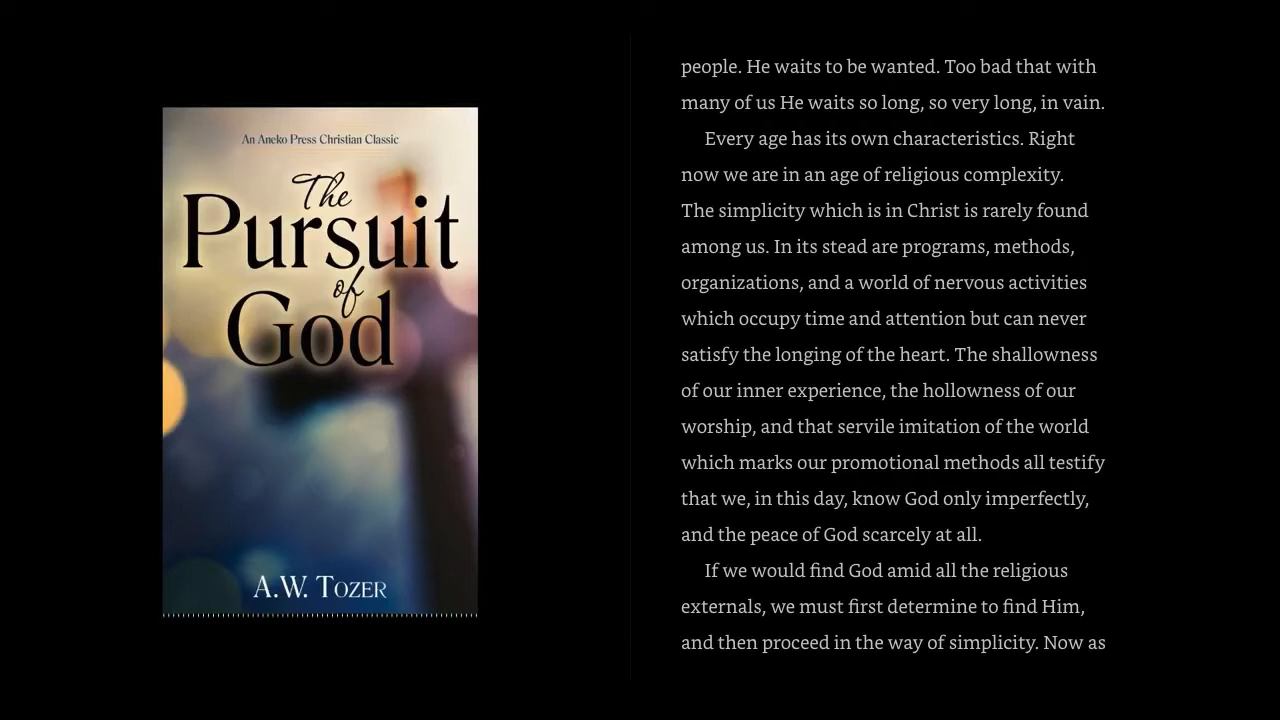 An Aneko Press Christian Classic
The
Pursuit
of
God
A.W. Tozer
people. He waits to be wanted. Too bad that with
many of us He waits so long, so very long, in vain.
Every age has its own characteristics. Right
now we are in an age of religious complexity.
The simplicity which is in Christ is rarely found
among us. In its stead are programs, methods,
organizations, and a world of nervous activities
which occupy time and attention but can never
satisfy the longing of the heart. The shallowness
of our inner experience, the hollowness of our
worship, and that servile imitation of the world
which marks our promotional methods all testify
that we, in this day, know God only imperfectly,
and the peace of God scarcely at all.
If we would find God amid all the religious
externals, we must first determine to find Him,
and then proceed in the way of simplicity. Now as